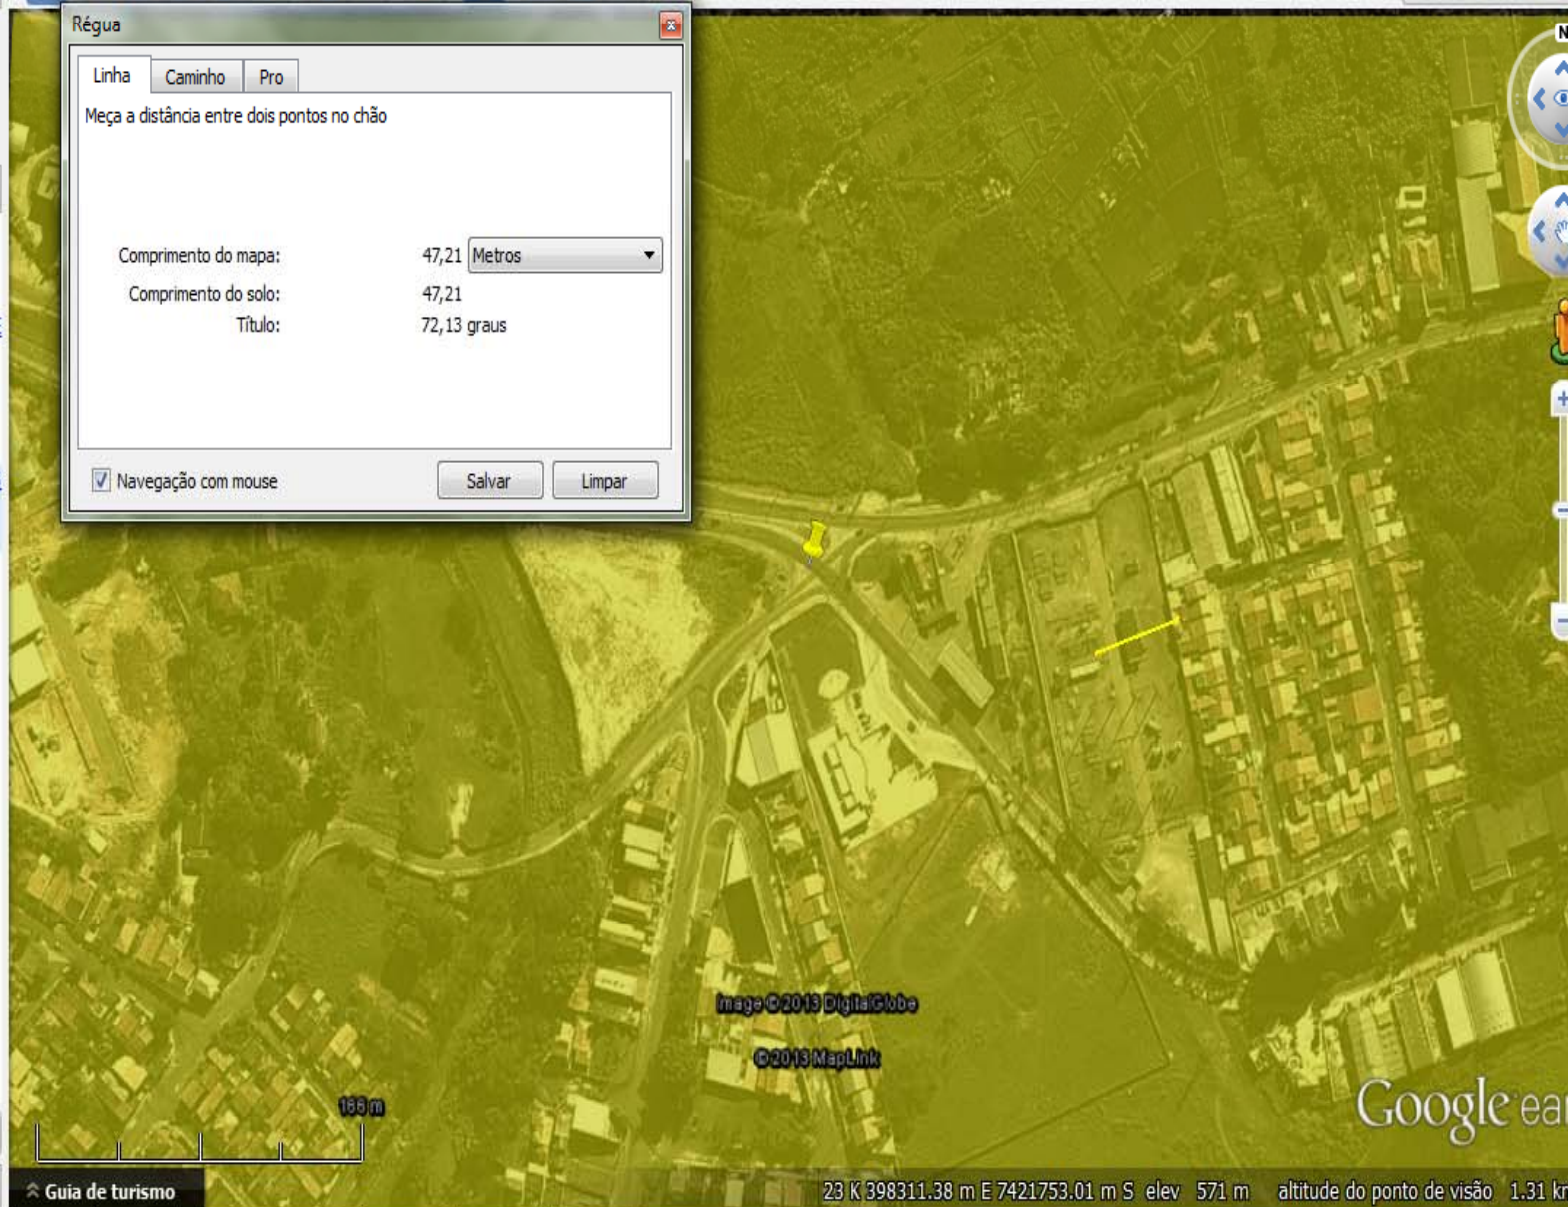 Régua
Linha Caminho Pro
Meça a distância entre dois pontos no chão
Comprimento do mapa: 47,21 Metros
Comprimento do solo: 47,21
Título: 72,13 graus
Navegação com mouse Salvar Limpar
N
Image © 2013 DigitalGlobe
© 2013 MapLink
Google ear
186 m
Guia de turismo
23 K 398311.38 m E 7421753.01 m S elev 571 m altitude do ponto de visão 1.31 km